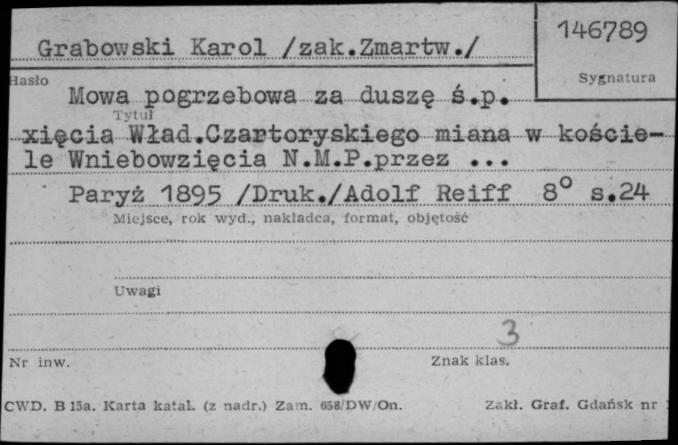 146789
Grabowski Karol /zak.Zmartw./
Hasło
Sygnatura
Mowa pogrzebowa za duszę ś.p.
Tytuł
xięcia Wład.Czartoryskiego miana w koście-
le Wniebowzięcia N.M.P.przez ...
Paryż 1895 /Druk./Adolf Reiff 8° s.24
Miejsce, rok wyd., nakładca, format, objętość
Uwagi
3
Nr inw.
Znak klas.
CWD. B 15a. Karta katal. (z nadr.) Zam. 658/DW/On.
Zakł. Graf. Gdańsk nr